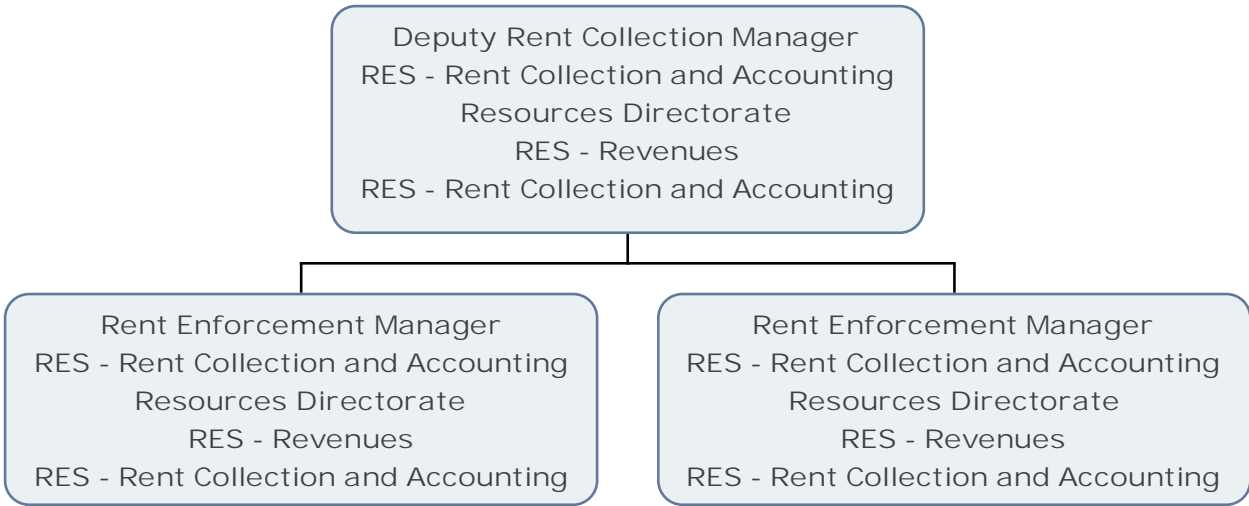 Deputy Rent Collection Manager
RES - Rent Collection and Accounting
Resources Directorate
RES - Revenues
RES - Rent Collection and Accounting
Rent Enforcement Manager
RES - Rent Collection and Accounting
Resources Directorate
RES - Revenues
RES - Rent Collection and Accounting
Rent Enforcement Manager
RES - Rent Collection and Accounting
Resources Directorate
RES - Revenues
RES - Rent Collection and Accounting